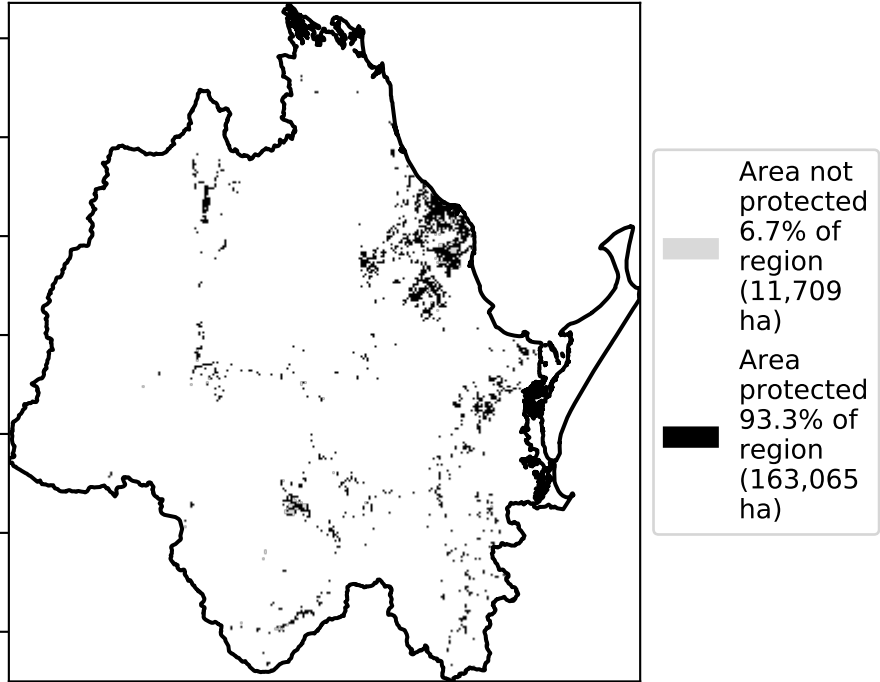 Area not
protected
6.7% of
region
(11,709
ha)
Area
protected
93.3% of
region
(163,065
ha)